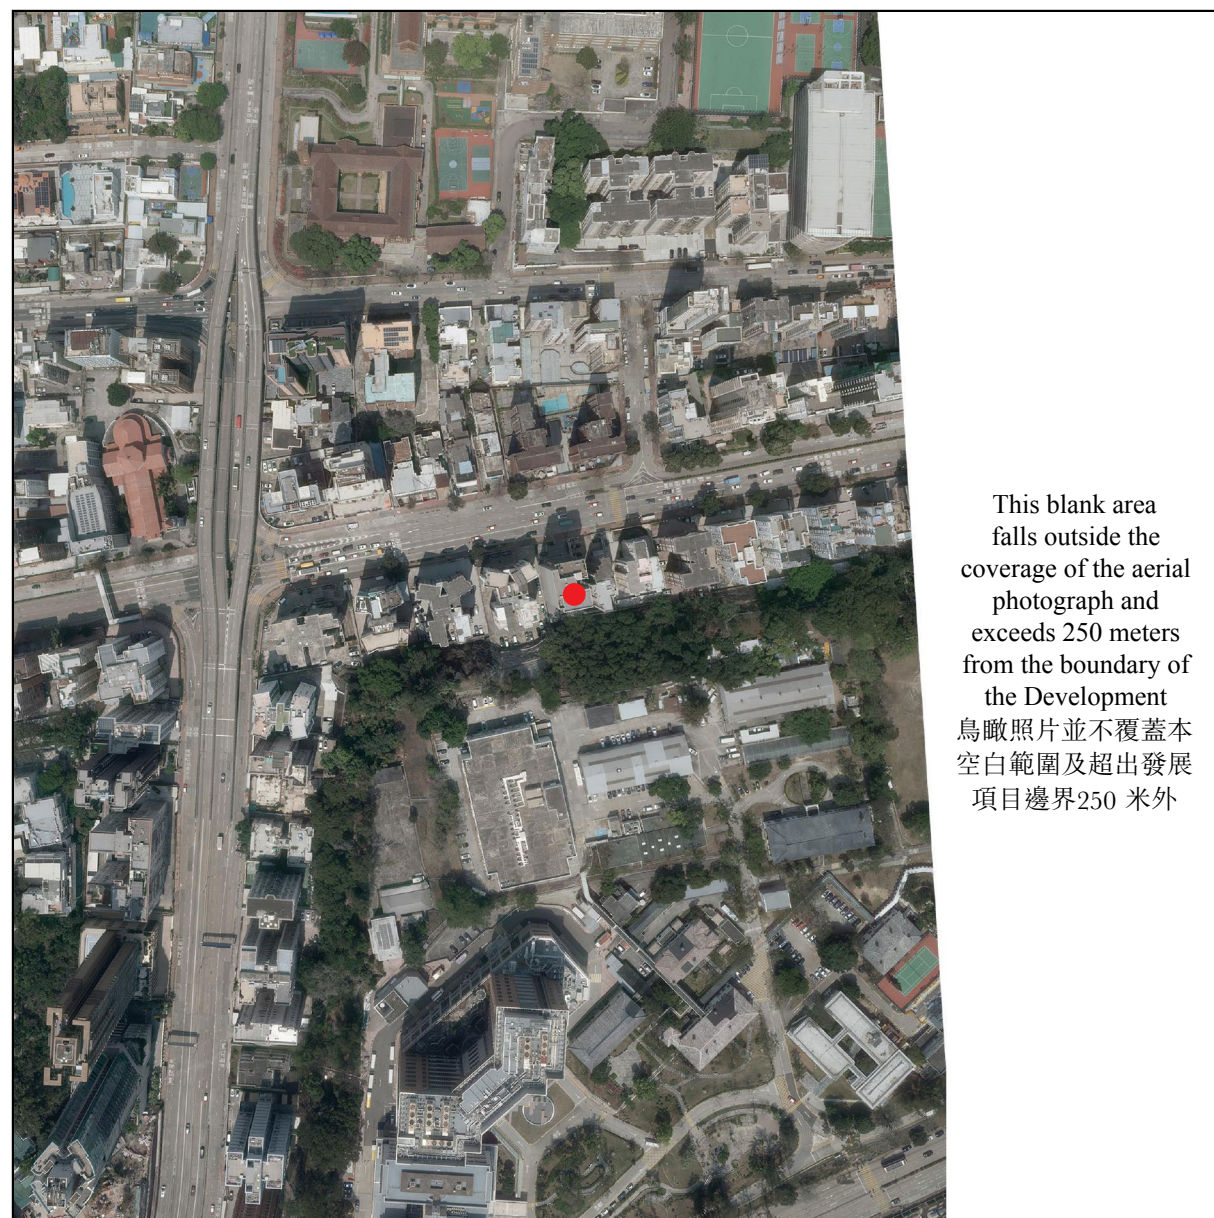 This blank area
falls outside the
coverage of the aerial
photograph and
exceeds 250 meters
from the boundary of
the Development
鳥瞰照片並不覆蓋本
空白範圍及超出發展
項目邊界250 米外